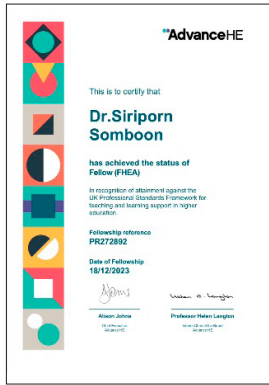 AdvanceHE
This is to certify that
Dr.Siriporn
Somboon
has achieved the status of
Fellow (FHEA)
In recognition of attainment against the
UK Professional Standards Framework for
teaching and learning support in higher
education
Fellowship reference
PR272892
Date of Fellowship
18/12/2023
Alison Johns
Professor Helen Langton